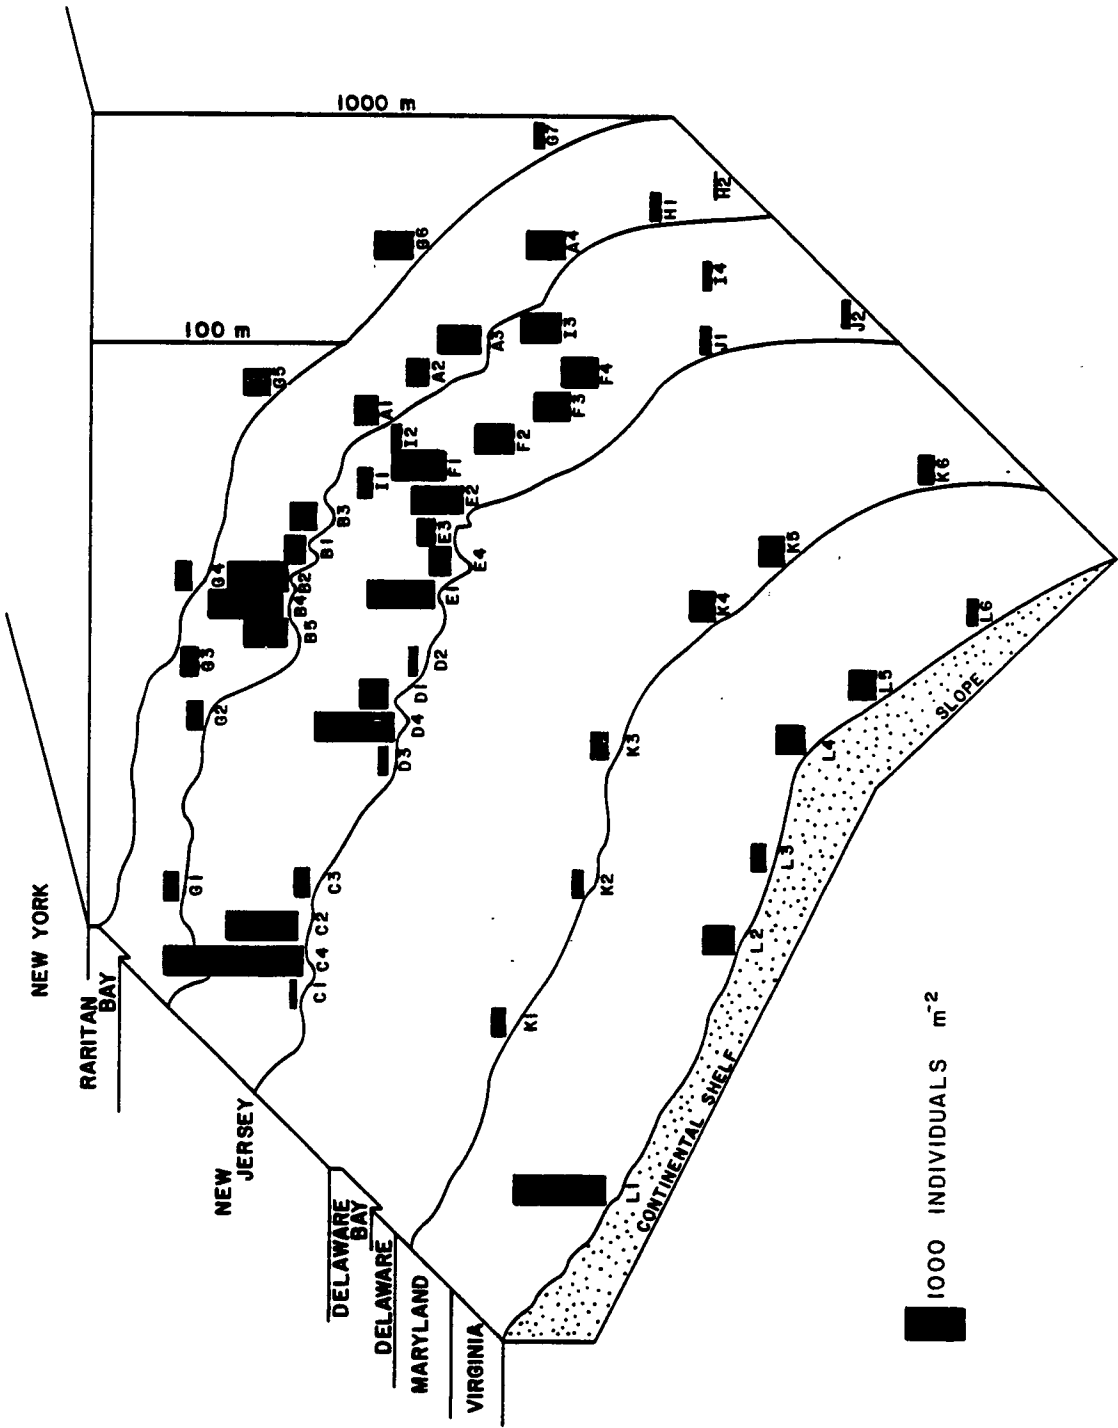 NEW YORK
RARITAN
BAY
NEW
JERSEY
DELAWARE
BAY
DELAWARE
MARYLAND
VIRGINIA
1000 m
100 m
G1
G2
G3
G4
G5
G6
G7
A1
A2
A3
A4
H1
H2
B5
B4
B2
B1
B3
I1
I2
I3
I4
F1
F2
F3
F4
J1
J2
C1
C4
C2
C3
D3
D4
D1
D2
E1
E4
E3
E2
K1
K2
K3
K4
K5
K6
L1
L2
L3
L4
L5
L6
CONTINENTAL SHELF
SLOPE
1000 INDIVIDUALS m-2